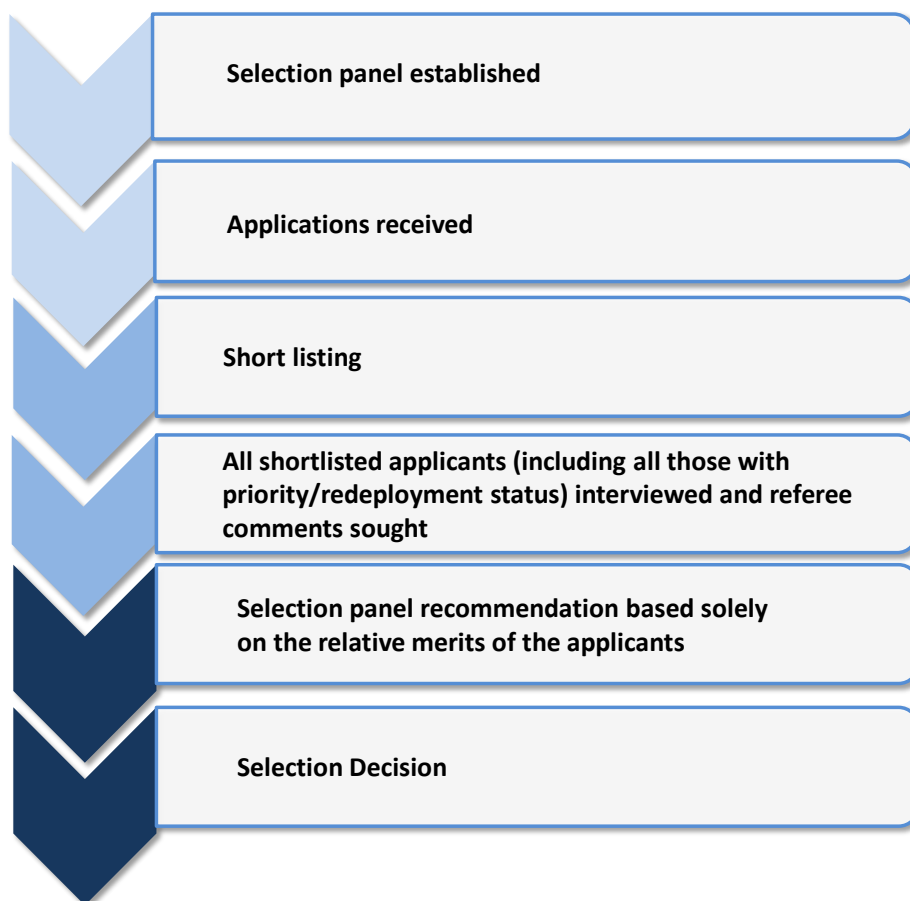 Selection panel established
Applications received
Short listing
All shortlisted applicants (including all those with
priority/redeployment status) interviewed and referee
comments sought
Selection panel recommendation based solely
on the relative merits of the applicants
Selection Decision